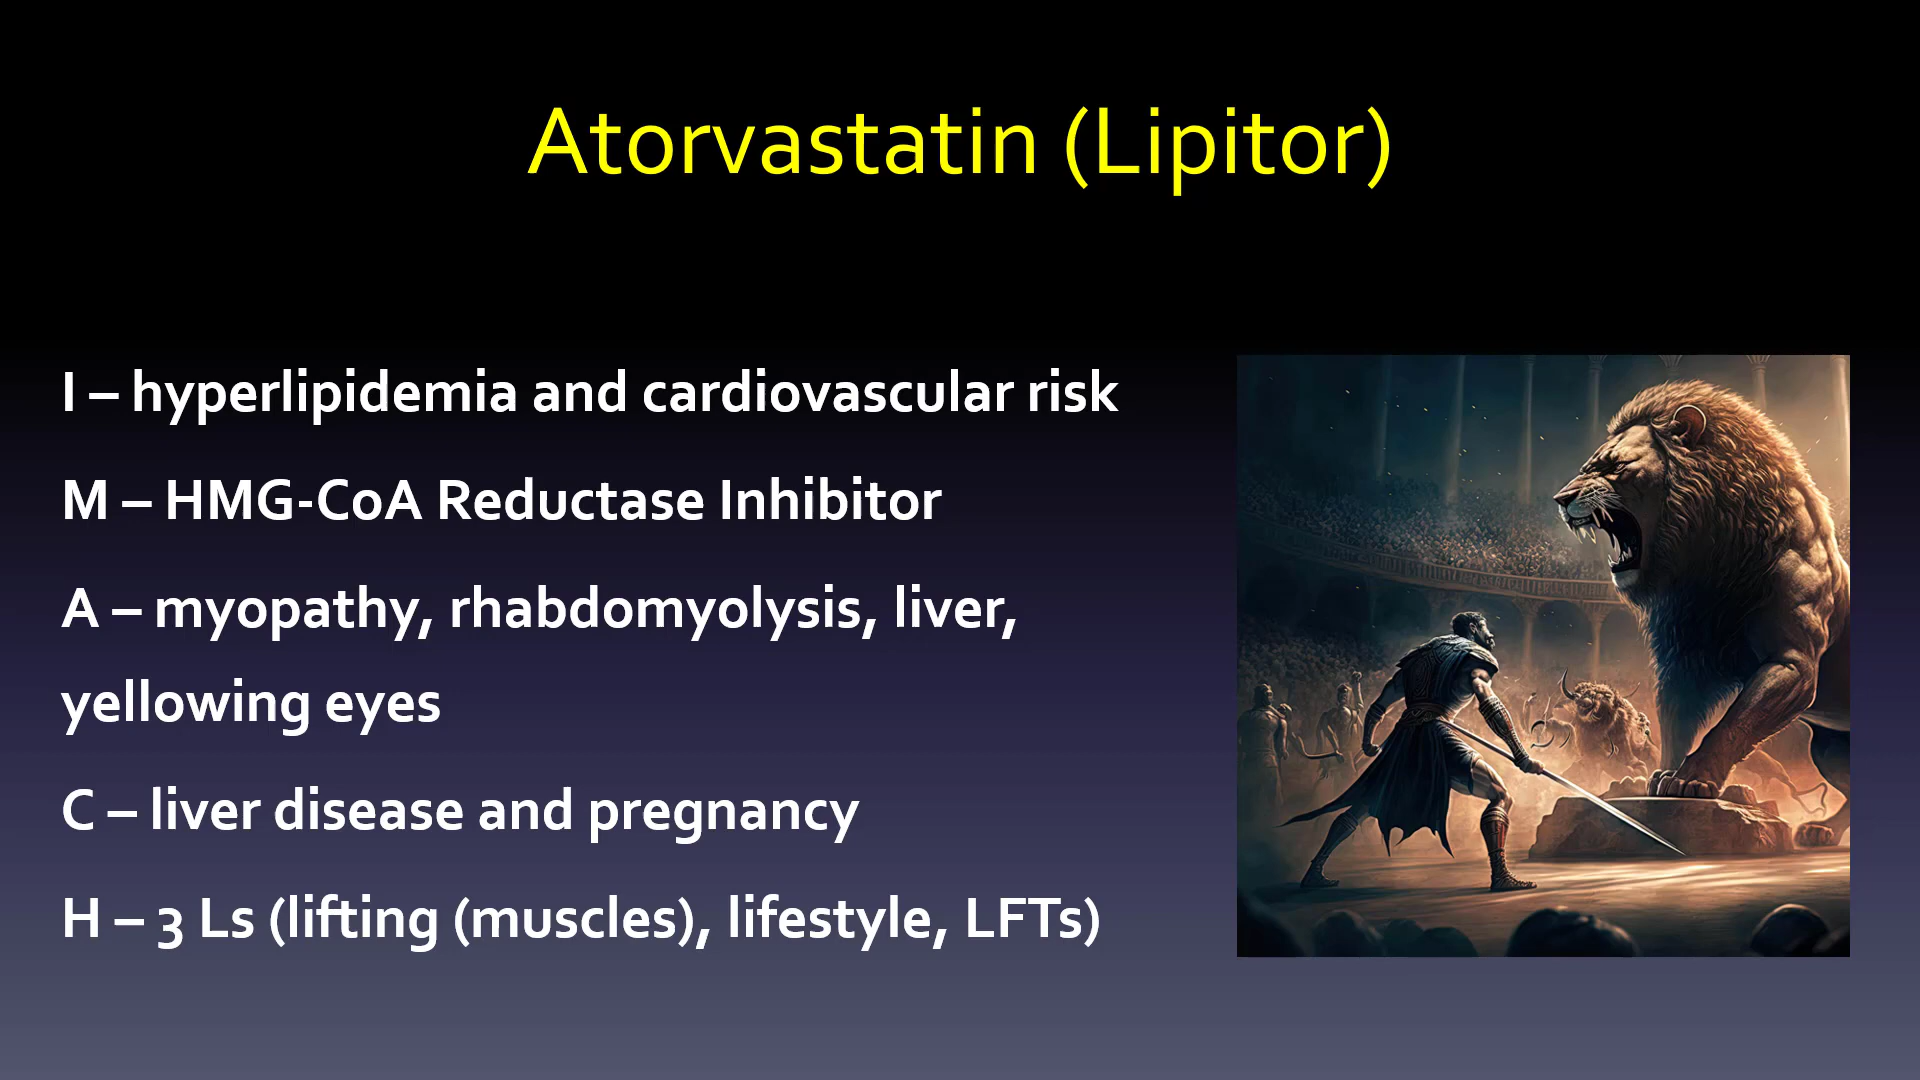 Atorvastatin (Lipitor)
I – hyperlipidemia and cardiovascular risk
M – HMG-CoA Reductase Inhibitor
A – myopathy, rhabdomyolysis, liver,
yellowing eyes
C – liver disease and pregnancy
H – 3 Ls (lifting (muscles), lifestyle, LFTs)